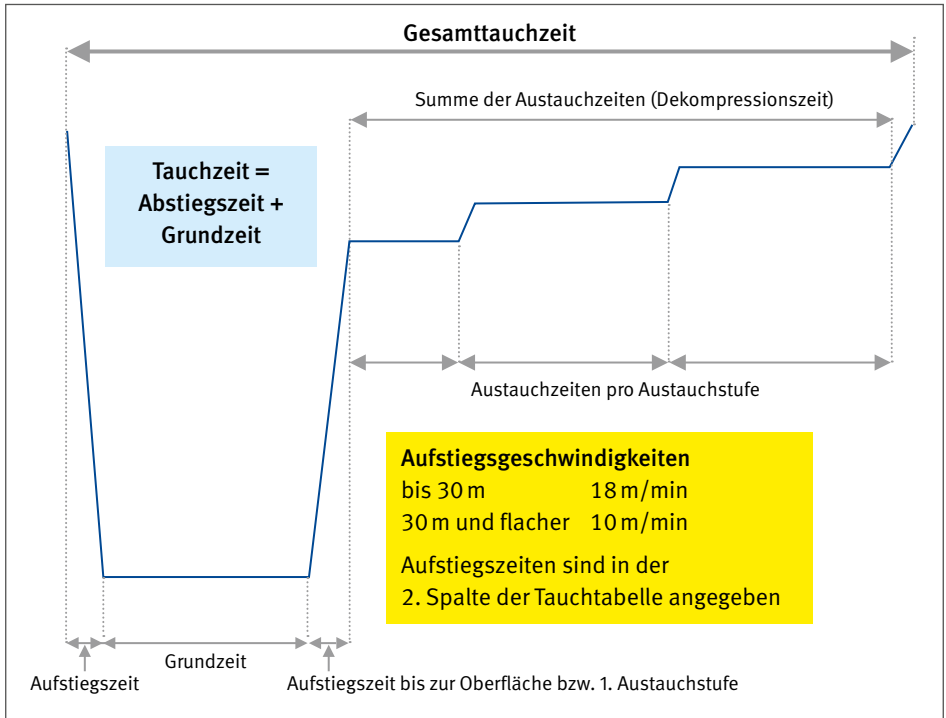 Gesamttauchzeit
Summe der Austauchzeiten (Dekompressionszeit)
Tauchzeit =
Abstiegszeit +
Grundzeit
Austauchzeiten pro Austauchstufe
Aufstiegsgeschwindigkeiten
bis 30 m 18 m/min
30 m und flacher 10 m/min
Aufstiegszeiten sind in der
2. Spalte der Tauchtabelle angegeben
Grundzeit
Aufstiegszeit
Aufstiegszeit bis zur Oberfläche bzw. 1. Austauchstufe